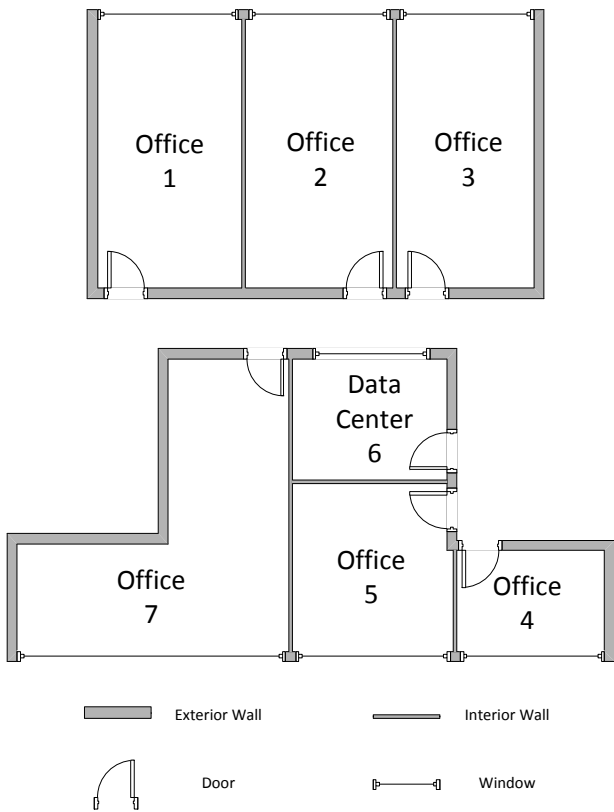 Office
1
Office
2
Office
3
Data
Center
6
Office
7
Office
5
Office
4
Exterior Wall
Interior Wall
Door
Window